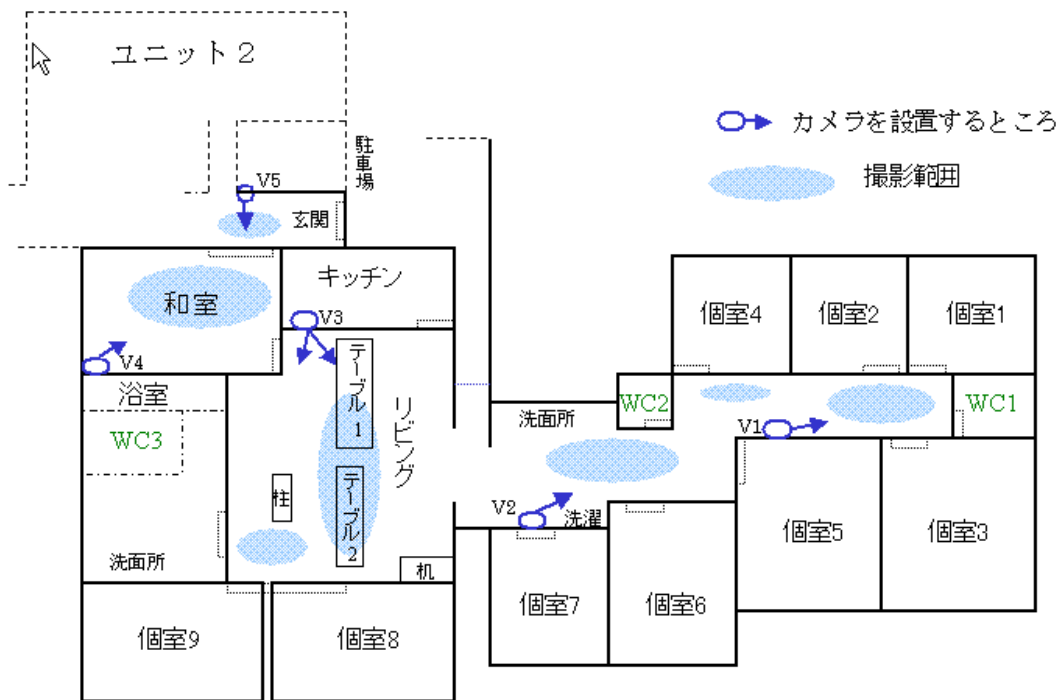 ユニット2
カメラを設置するところ
撮影範囲
駐車場
V5
玄関
キッチン
和室
V3
V4
テーブル1
リビング
浴室
WC3
柱
テーブル2
洗面所
机
個室9
個室8
個室4
個室2
個室1
WC2
WC1
洗面所
V1
V2
洗濯
個室7
個室6
個室5
個室3